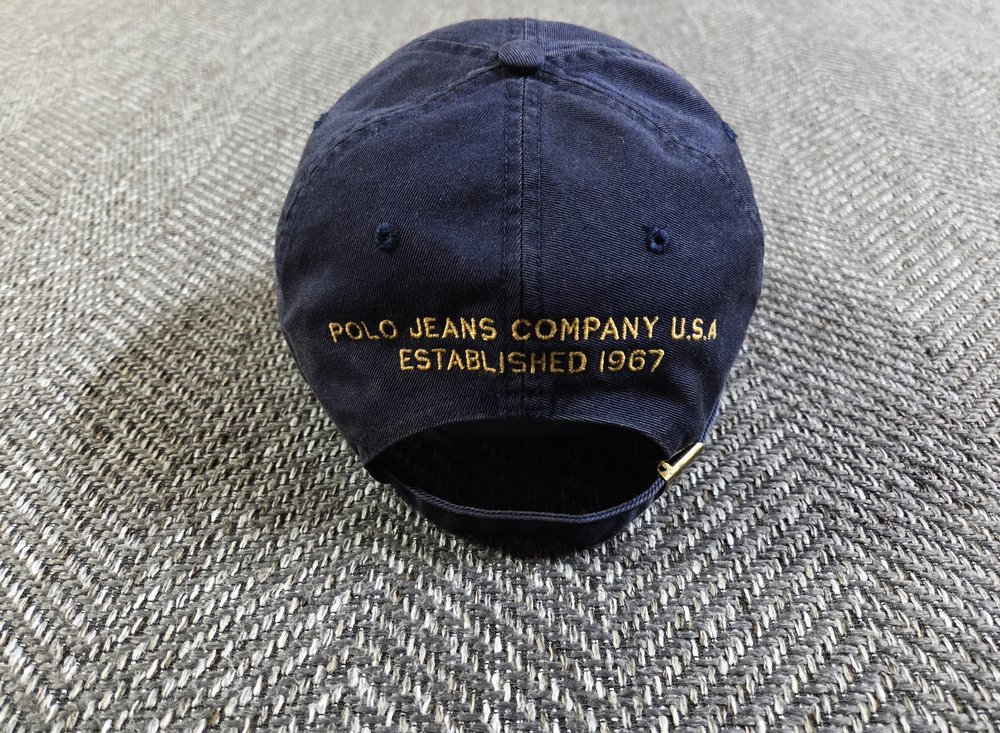 POLO JEANS COMPANY U.S.A
ESTABLISHED 1967